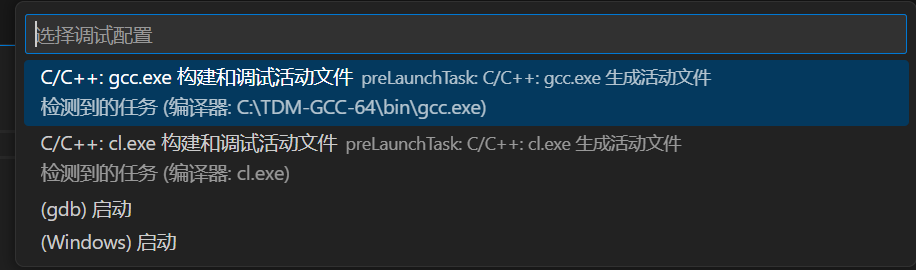 选择调试配置
C/C++: gcc.exe 构建和调试活动文件 preLaunchTask: C/C++: gcc.exe 生成活动文件
检测到的任务 (编译器: C:\TDM-GCC-64\bin\gcc.exe)
C/C++: cl.exe 构建和调试活动文件 preLaunchTask: C/C++: cl.exe 生成活动文件
检测到的任务 (编译器: cl.exe)
(gdb) 启动
(Windows) 启动